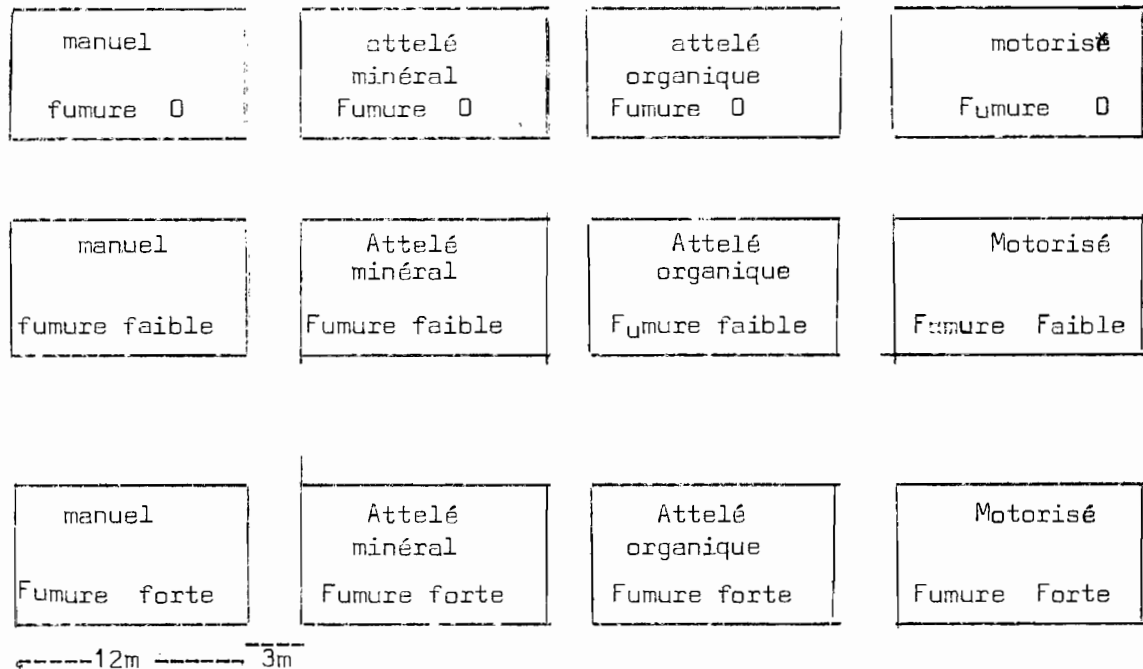 manuel
fumure 0
attelé
minéral
Fumure 0
attelé
organique
Fumure 0
motorisé
Fumure 0
manuel
fumure faible
Attelé
minéral
Fumure faible
Attelé
organique
Fumure faible
Motorisé
Fumure Faible
manuel
Fumure forte
Attelé
minéral
Fumure forte
Attelé
organique
Fumure forte
Motorisé
Fumure Forte
12m 3m